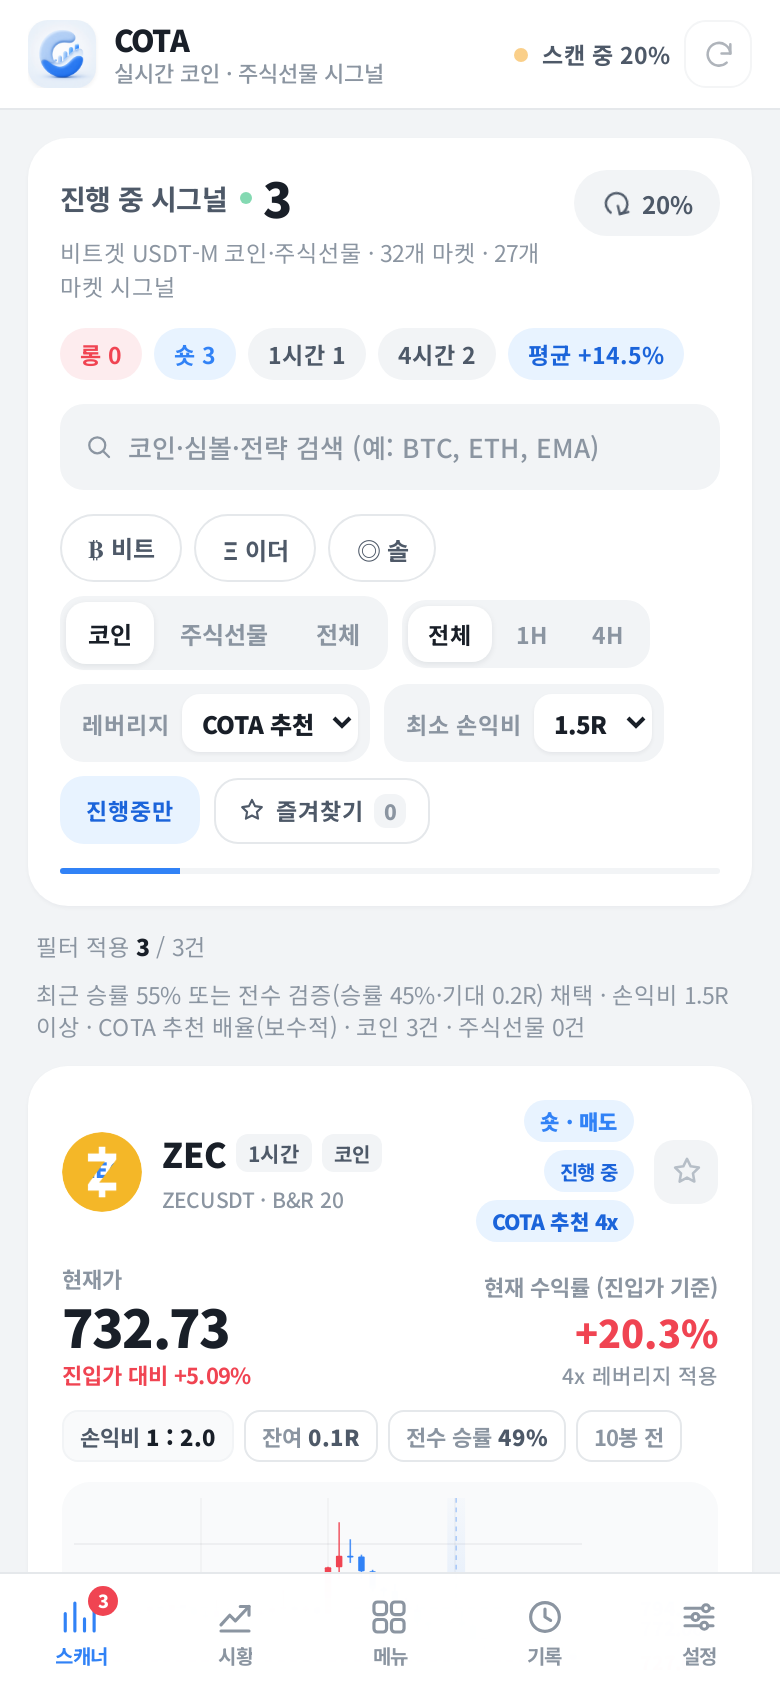 COTA
실시간 코인 · 주식선물 시그널
스캔 중 20%
진행 중 시그널 3
20%
비트겟 USDT-M 코인·주식선물 · 32개 마켓 · 27개
마켓 시그널
롱 0
숏 3
1시간 1
4시간 2
평균 +14.5%
코인·심볼·전략 검색 (예: BTC, ETH, EMA)
비트
Ξ 이더
◎ 솔
코인
주식선물
전체
전체
1H
4H
레버리지
COTA 추천
최소 손익비
1.5R
진행중만
즐겨찾기 0
필터 적용 3 / 3건
최근 승률 55% 또는 전수 검증(승률 45%·기대 0.2R) 채택 · 손익비 1.5R
이상 · COTA 추천 배율(보수적) · 코인 3건 · 주식선물 0건
ZEC
1시간
코인
ZECUSDT · B&R 20
숏 · 매도
진행 중
COTA 추천 4x
현재가
732.73
진입가 대비 +5.09%
현재 수익률 (진입가 기준)
+20.3%
4x 레버리지 적용
손익비 1 : 2.0
잔여 0.1R
전수 승률 49%
10봉 전
3
스캐너
시황
메뉴
기록
설정